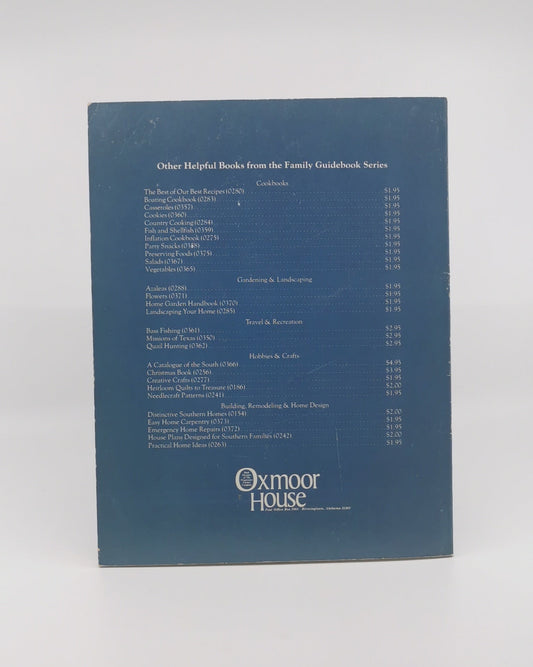 Other Helpful Books from the Family Guidebook Series
Cookbooks
The Best of Our Best Recipes (0280) $1.95
Boating Cookbook (0283) $1.95
Casseroles (0357) $1.95
Cookies (0360) $1.95
Country Cooking (0284) $1.95
Fish and Shellfish (0359) $1.95
Inflation Cookbook (0275) $1.95
Party Snacks $1.95
Preserving Foods (0375) $1.95
Salads (0367) $1.95
Vegetables (0365) $1.95
Gardening & Landscaping
Azaleas (0288) $1.95
Flowers (0371) $1.95
Home Garden Handbook (0370) $1.95
Landscaping Your Home (0285) $1.95
Travel & Recreation
Bass Fishing (0361) $2.95
Missions of Texas (0350) $2.95
Quail Hunting (0362) $2.95
Hobbies & Crafts
A Catalogue of the South (0366) $4.95
Christmas Book (0256) $3.95
Creative Crafts (0277) $1.95
Heirloom Quilts to Treasure (0186) $2.00
Needlecraft Patterns (0241) $1.95
Building, Remodeling & Home Design
Distinctive Southern Homes (0154) $2.00
Easy Home Carpentry (0373) $1.95
Emergency Home Repairs (0372) $1.95
House Plans Designed for Southern Families (0242) $2.00
Practical Home Ideas (0263) $1.95
Oxmoor
House
Post Office Box Birmingham, Alabama